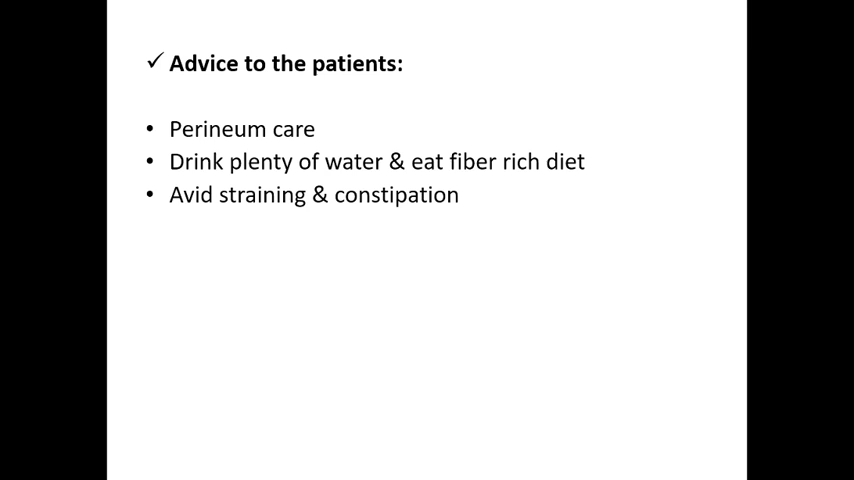 ✓ Advice to the patients:
• Perineum care
• Drink plenty of water & eat fiber rich diet
• Avid straining & constipation